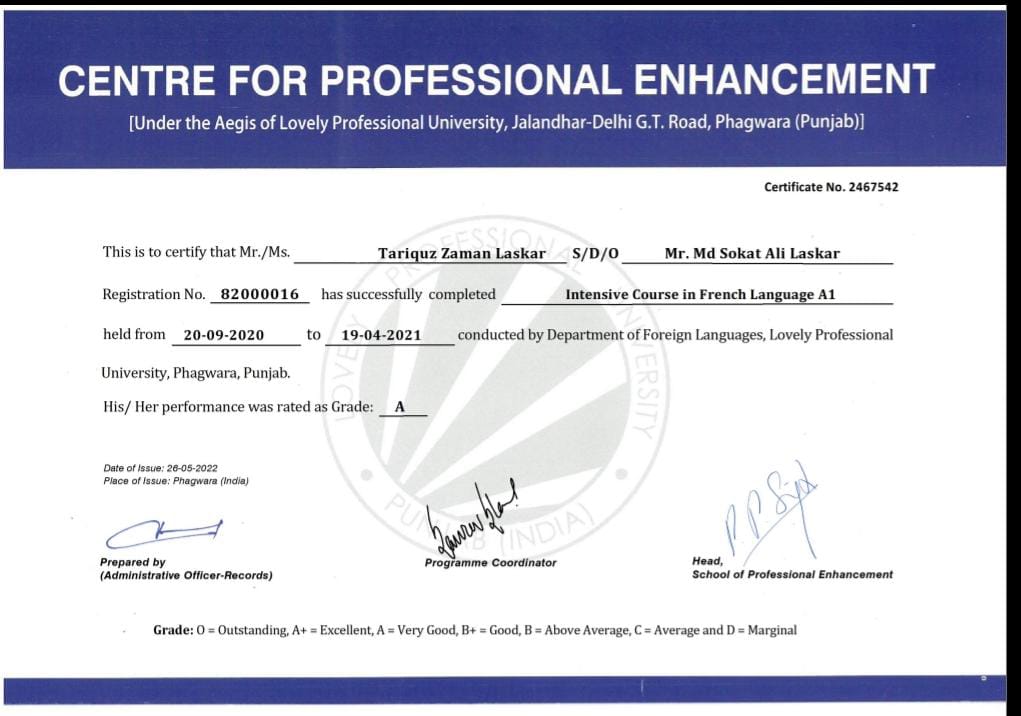 CENTRE FOR PROFESSIONAL ENHANCEMENT
[Under the Aegis of Lovely Professional University, Jalandhar-Delhi G.T. Road, Phagwara (Punjab)]
Certificate No. 2467542
This is to certify that Mr./Ms. Tariquz Zaman Laskar S/D/O Mr. Md Sokat Ali Laskar
Registration No. 82000016 has successfully completed Intensive Course in French Language A1
held from 20-09-2020 to 19-04-2021 conducted by Department of Foreign Languages, Lovely Professional
University, Phagwara, Punjab.
His/ Her performance was rated as Grade: A
LOVELY PROFESSIONAL UNIVERSITY
PUNJAB (INDIA)
Date of Issue: 26-05-2022
Place of Issue: Phagwara (India)
Prepared by
(Administrative Officer-Records)
Programme Coordinator
Head,
School of Professional Enhancement
Grade: O = Outstanding, A+ = Excellent, A = Very Good, B+ = Good, B = Above Average, C = Average and D = Marginal